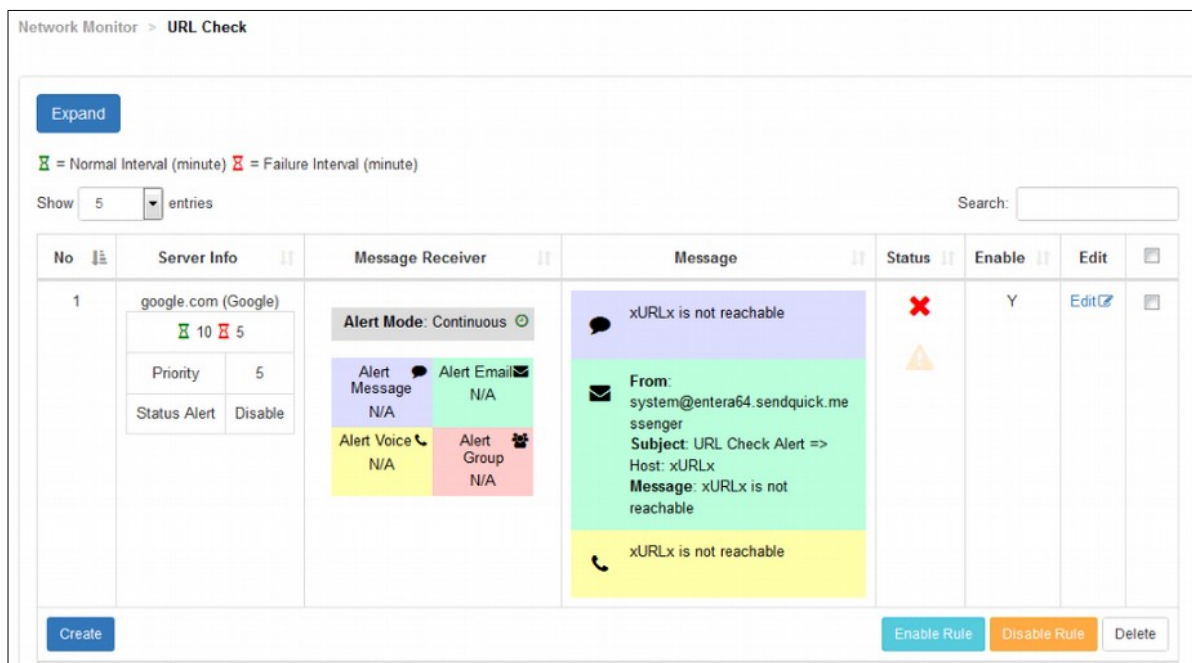 Network Monitor > URL Check
Expand
= Normal Interval (minute) = Failure Interval (minute)
Show 5 entries
Search:
No Server Info Message Receiver Message Status Enable Edit
1
google.com (Google)
10 5
Priority 5
Status Alert Disable
Alert Mode: Continuous
Alert
Message
N/A
Alert Email
N/A
Alert Voice
N/A
Alert
Group
N/A
xURLx is not reachable
From:
system@entera64.sendquick.me
ssenger
Subject: URL Check Alert =>
Host: xURLx
Message: xURLx is not
reachable
xURLx is not reachable
Y
Edit
Create
Enable Rule Disable Rule Delete